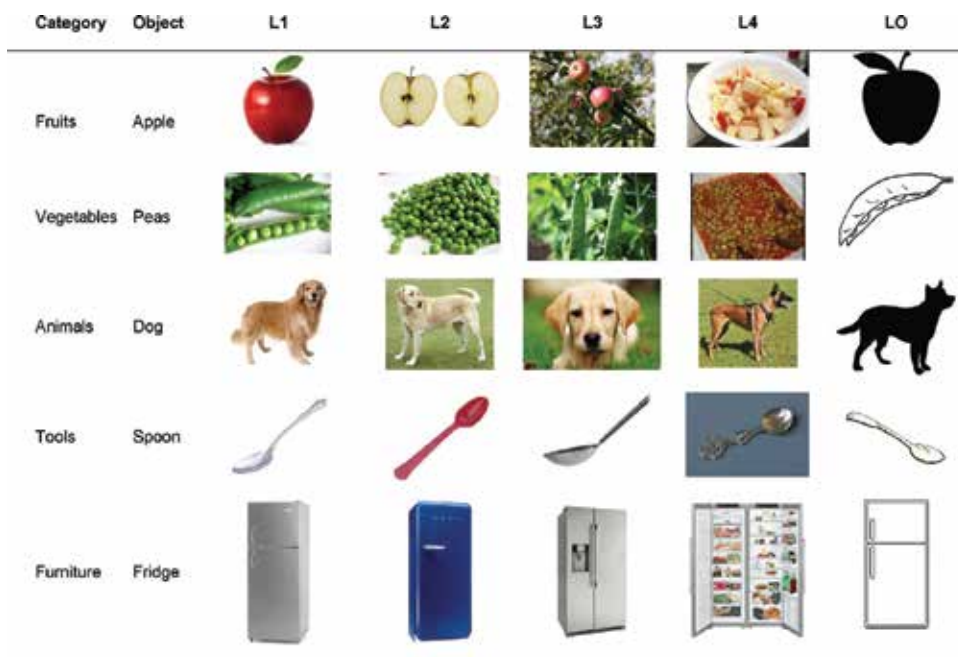 Category Object L1 L2 L3 L4 LO
Fruits Apple
Vegetables Peas
Animals Dog
Tools Spoon
Furniture Fridge